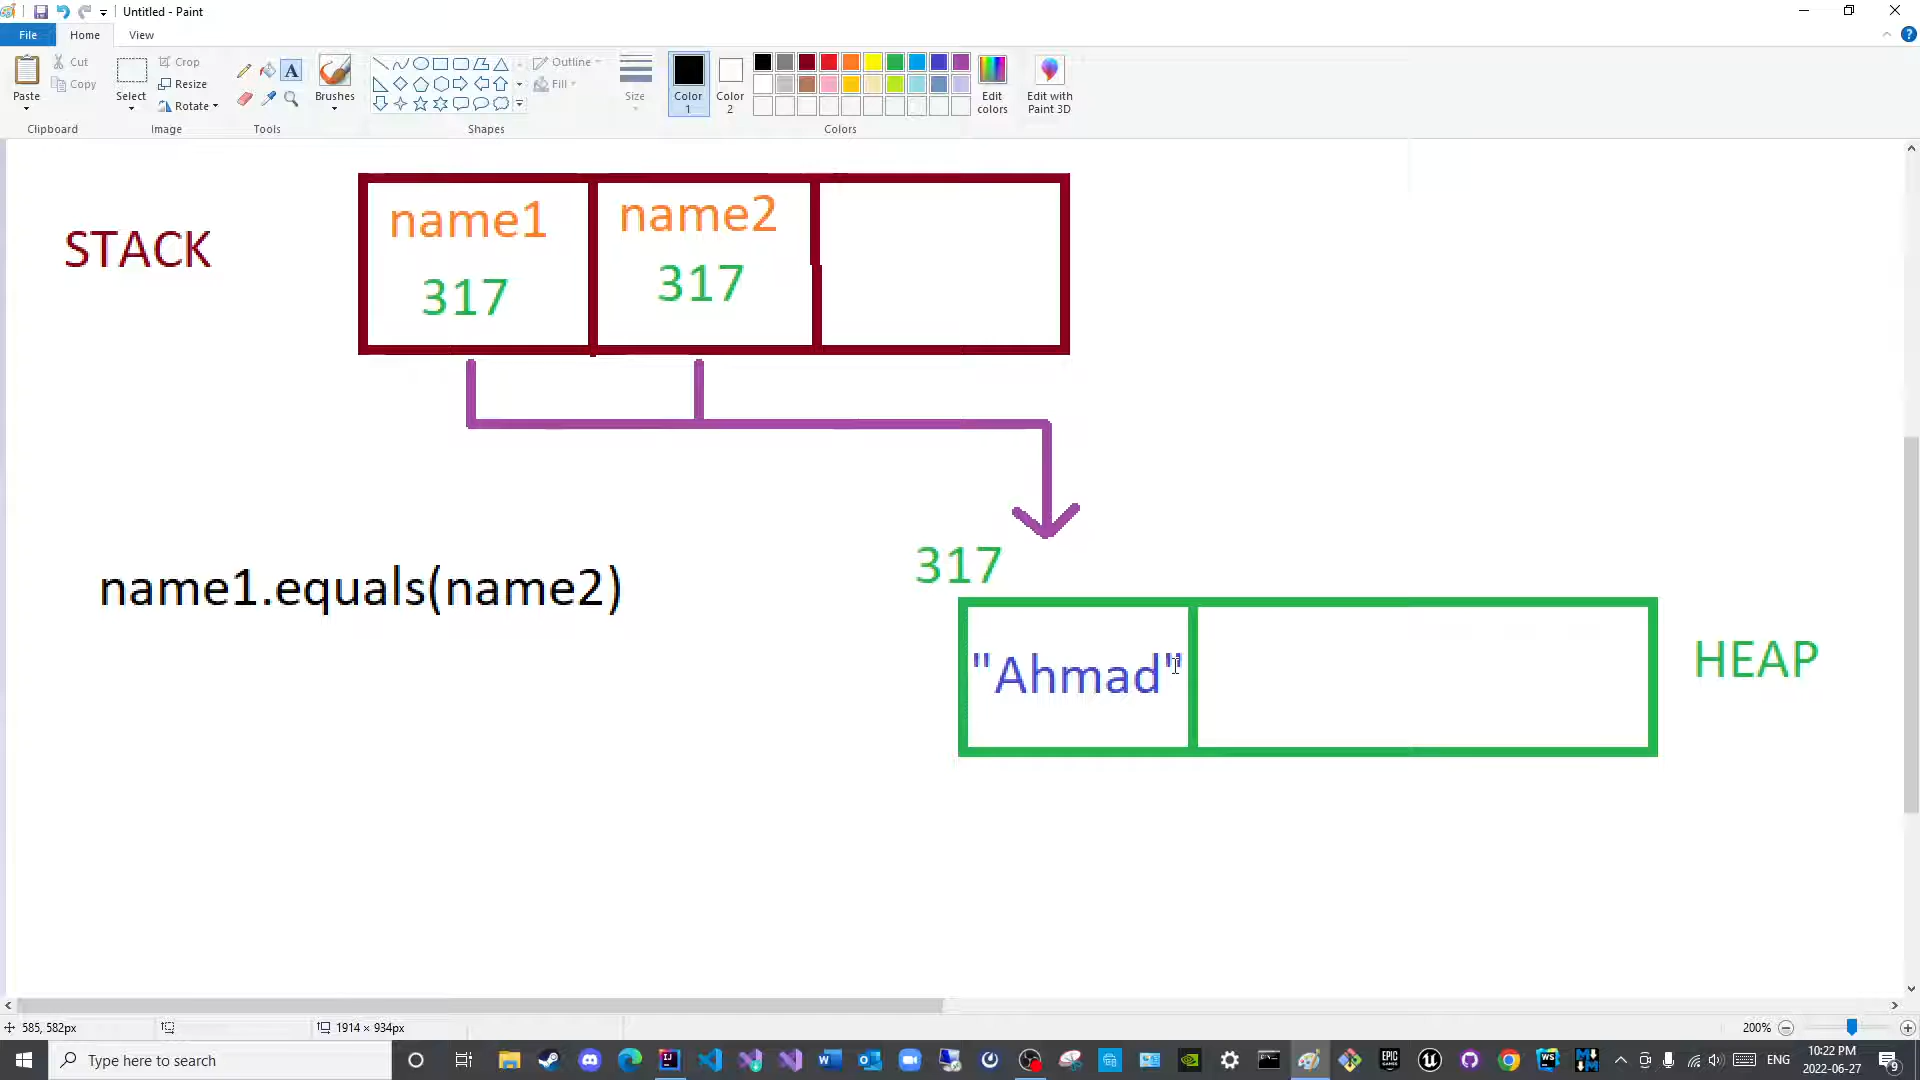 Untitled - Paint
File
Home
View
Paste
Cut
Copy
Clipboard
Select
Crop
Resize
Rotate
Image
A
Tools
Brushes
Outline
Fill
Shapes
Size
Color 1
Color 2
Edit colors
Edit with Paint 3D
Colors
STACK
name1
name2
317
317
name1.equals(name2)
317
"Ahmad"
HEAP
585, 582px
1914 × 934px
200%
Type here to search
ENG
10:22 PM
2022-06-27
9